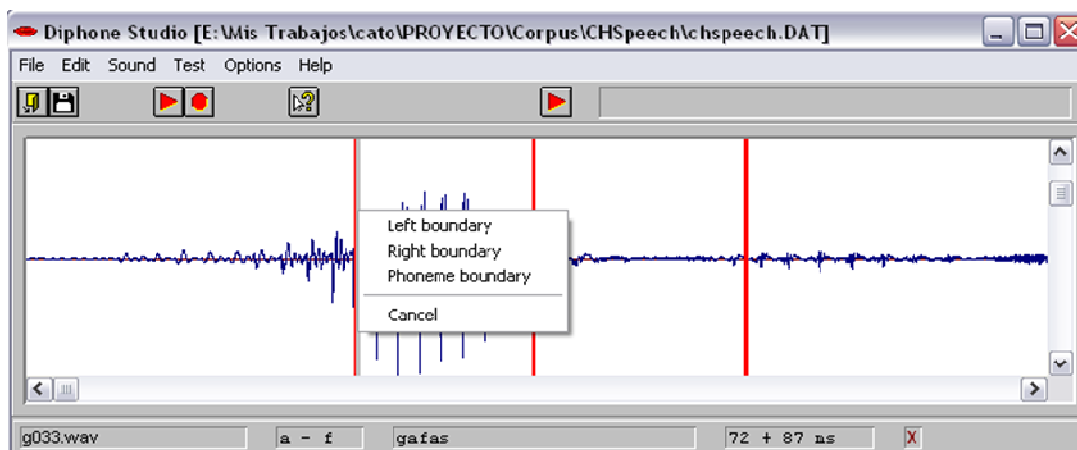 Diphone Studio [E:\Mis Trabajos\cato\PROYECTO\Corpus\CHSpeech\chspeech.DAT]
File Edit Sound Test Options Help
Left boundary
Right boundary
Phoneme boundary
Cancel
g033.wav a - f gafas 72 + 87 ms X